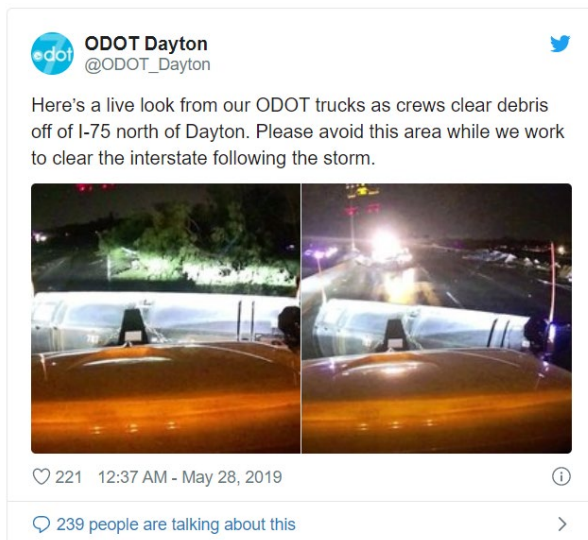 odot
ODOT Dayton
@ODOT_Dayton
Here's a live look from our ODOT trucks as crews clear debris
off of I-75 north of Dayton. Please avoid this area while we work
to clear the interstate following the storm.
221 12:37 AM - May 28, 2019
239 people are talking about this